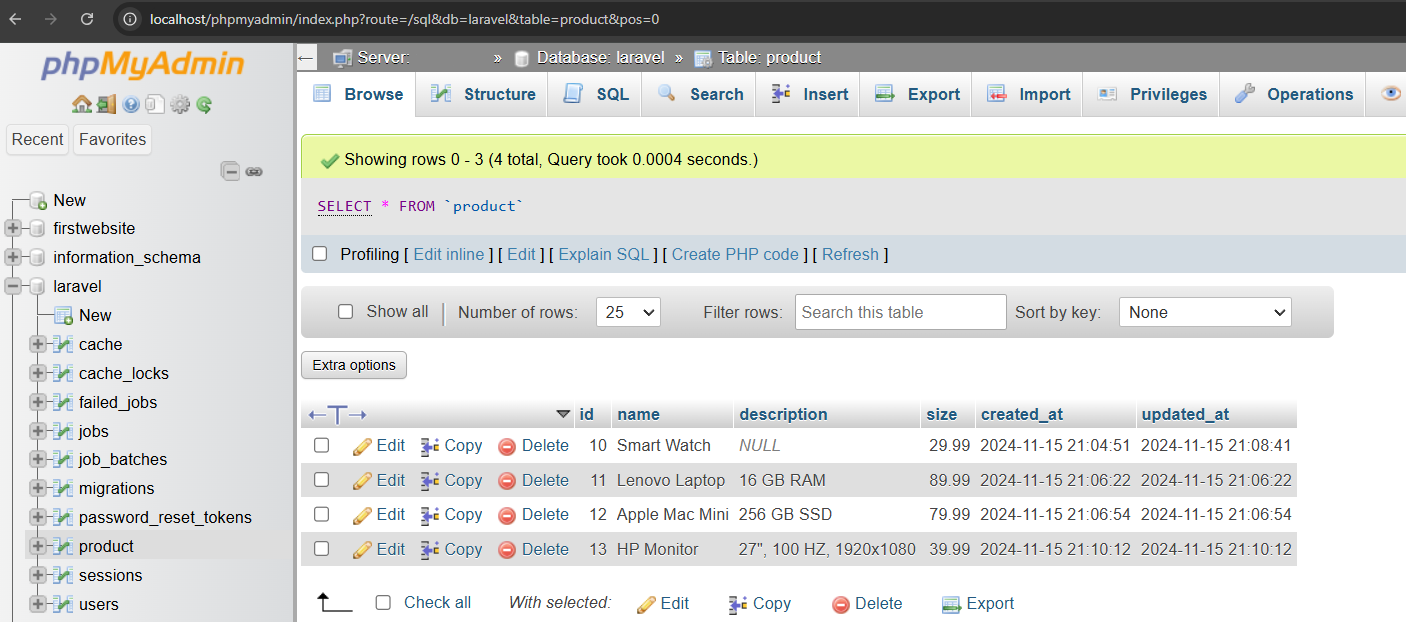 localhost/phpmyadmin/index.php?route=/sql&db=laravel&table=product&pos=0
phpMyAdmin
Recent Favorites
New
firstwebsite
information_schema
laravel
New
cache
cache_locks
failed_jobs
jobs
job_batches
migrations
password_reset_tokens
product
sessions
users
Server: » Database: laravel » Table: product
Browse Structure SQL Search Insert Export Import Privileges Operations
Showing rows 0 - 3 (4 total, Query took 0.0004 seconds.)
SELECT * FROM `product`
Profiling [ Edit inline ] [ Edit ] [ Explain SQL ] [ Create PHP code ] [ Refresh ]
Show all | Number of rows: 25 Filter rows: Search this table Sort by key: None
Extra options
←T→ id name description size created_at updated_at
Edit Copy Delete 10 Smart Watch NULL 29.99 2024-11-15 21:04:51 2024-11-15 21:08:41
Edit Copy Delete 11 Lenovo Laptop 16 GB RAM 89.99 2024-11-15 21:06:22 2024-11-15 21:06:22
Edit Copy Delete 12 Apple Mac Mini 256 GB SSD 79.99 2024-11-15 21:06:54 2024-11-15 21:06:54
Edit Copy Delete 13 HP Monitor 27", 100 HZ, 1920x1080 39.99 2024-11-15 21:10:12 2024-11-15 21:10:12
Check all With selected: Edit Copy Delete Export